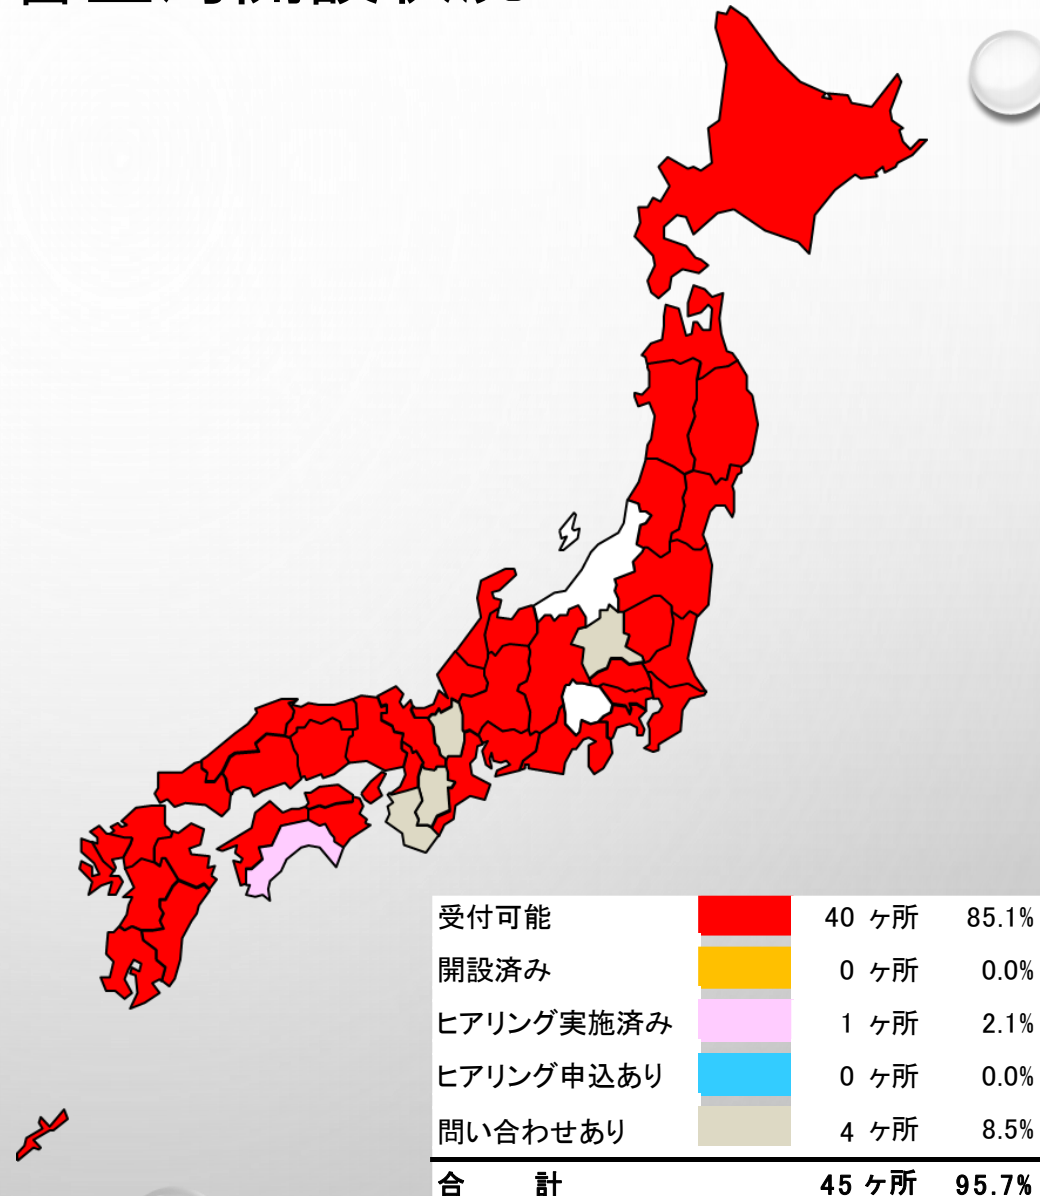 受付可能 40 ヶ所 85.1%
開設済み 0 ヶ所 0.0%
ヒアリング実施済み 1 ヶ所 2.1%
ヒアリング申込あり 0 ヶ所 0.0%
問い合わせあり 4 ヶ所 8.5%
合 計 45 ヶ所 95.7%